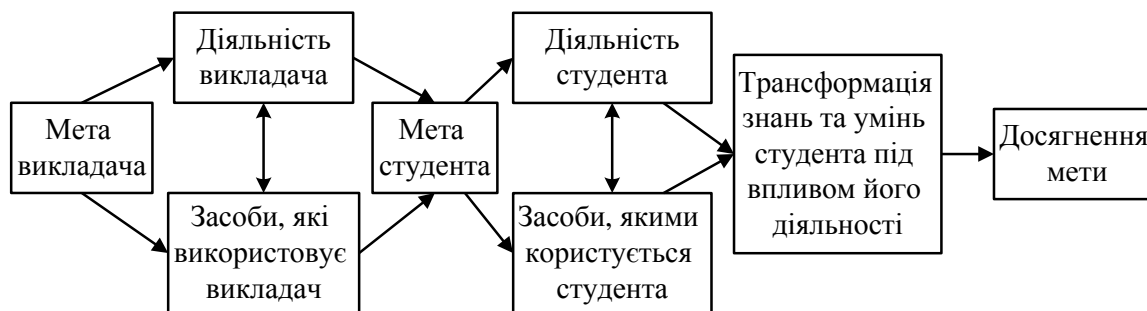 Мета
викладача
Діяльність
викладача
Засоби, які
використовує
викладач
Мета
студента
Діяльність
студента
Засоби, якими
користується
студента
Трансформація
знань та умінь
студента під
впливом його
діяльності
Досягнення
мети